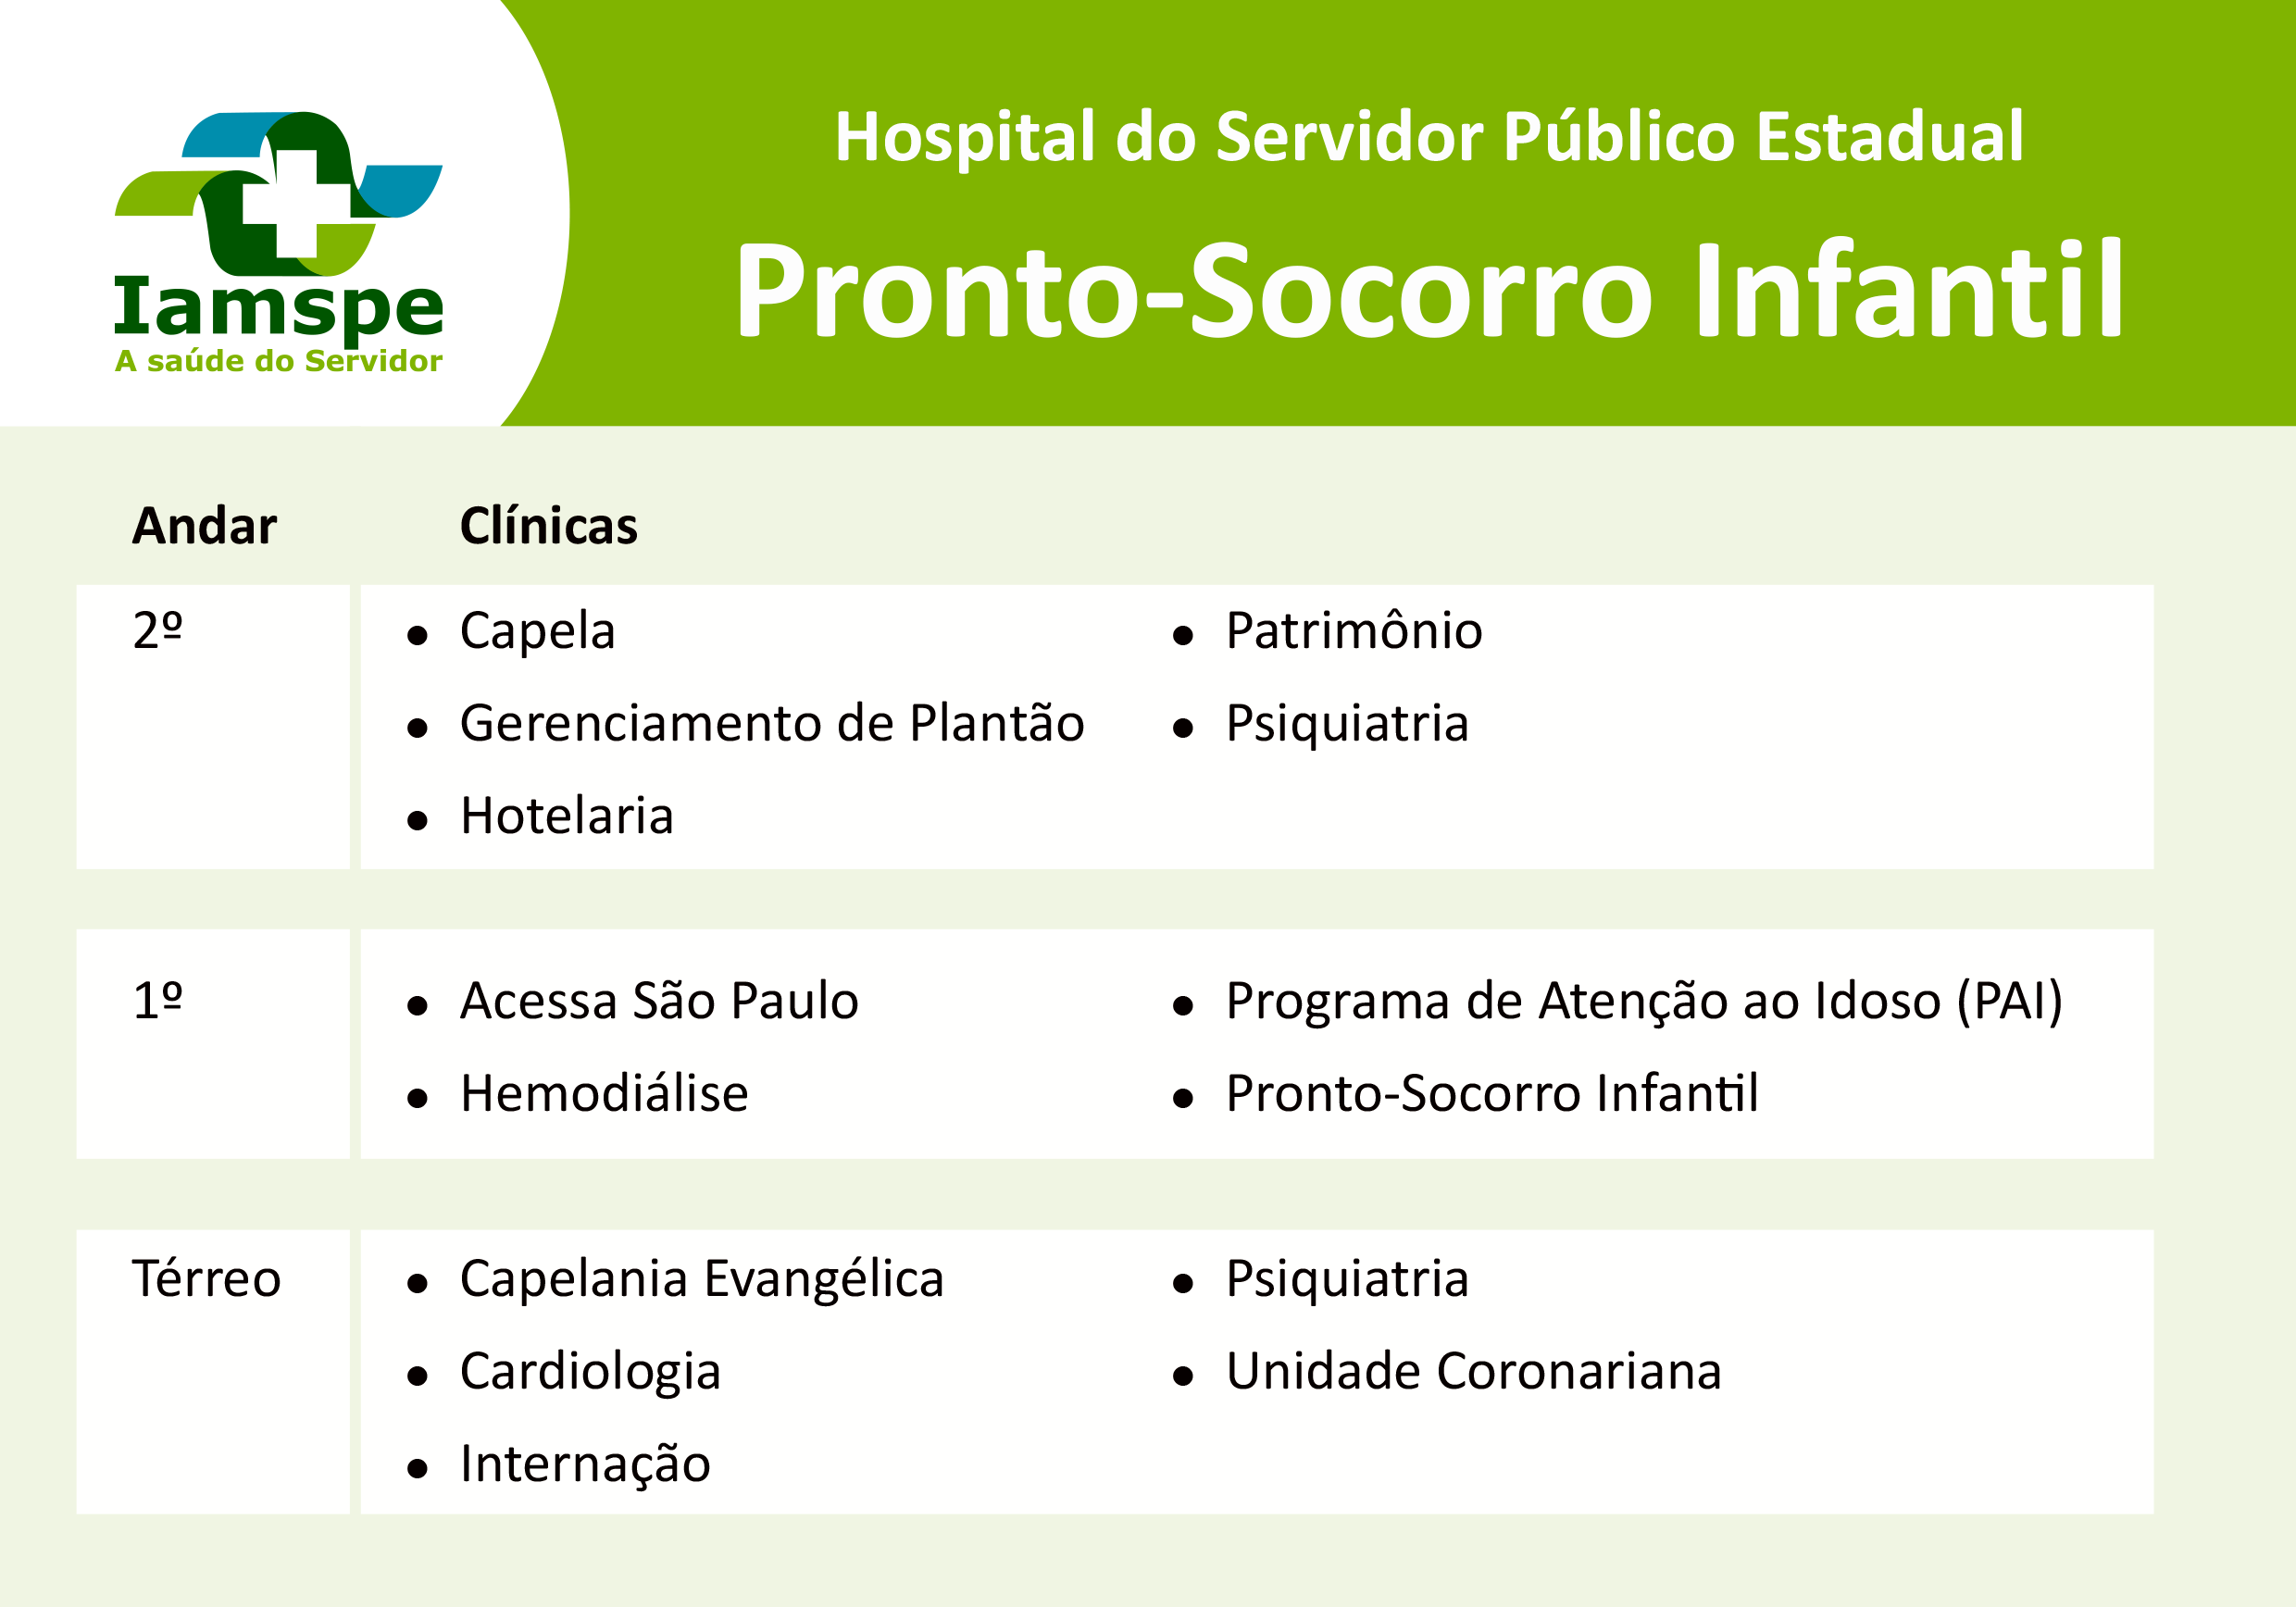 Iamspe
A saúde do Servidor
Hospital do Servidor Público Estadual
Pronto-Socorro Infantil
Andar
Clínicas
2º
Capela
Gerenciamento de Plantão
Hotelaria
Patrimônio
Psiquiatria
1º
Acessa São Paulo
Hemodiálise
Programa de Atenção ao Idoso (PAI)
Pronto-Socorro Infantil
Térreo
Capelania Evangélica
Cardiologia
Internação
Psiquiatria
Unidade Coronariana